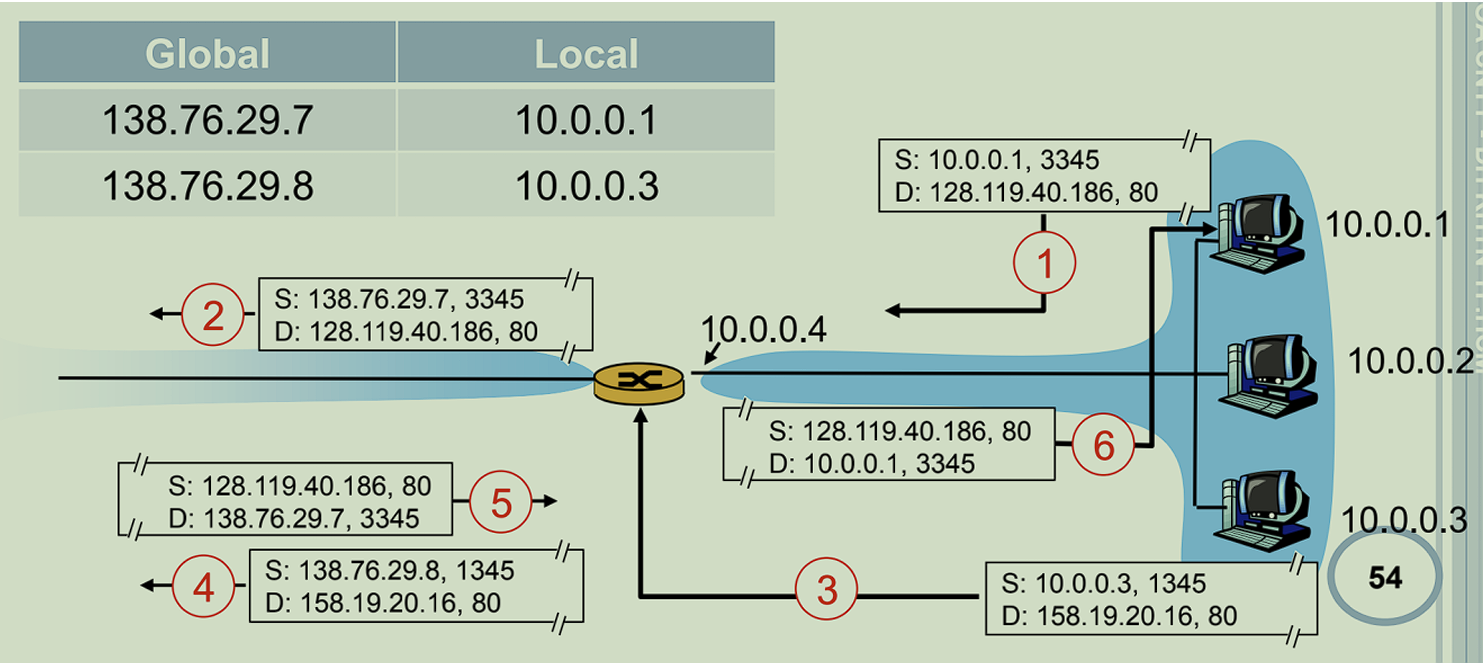 Global Local
138.76.29.7 10.0.0.1
138.76.29.8 10.0.0.3
S: 10.0.0.1, 3345
D: 128.119.40.186, 80
1
10.0.0.1
2
S: 138.76.29.7, 3345
D: 128.119.40.186, 80
10.0.0.4
10.0.0.2
S: 128.119.40.186, 80
D: 10.0.0.1, 3345
6
S: 128.119.40.186, 80
D: 138.76.29.7, 3345
5
10.0.0.3
4
S: 138.76.29.8, 1345
D: 158.19.20.16, 80
3
S: 10.0.0.3, 1345
D: 158.19.20.16, 80
54